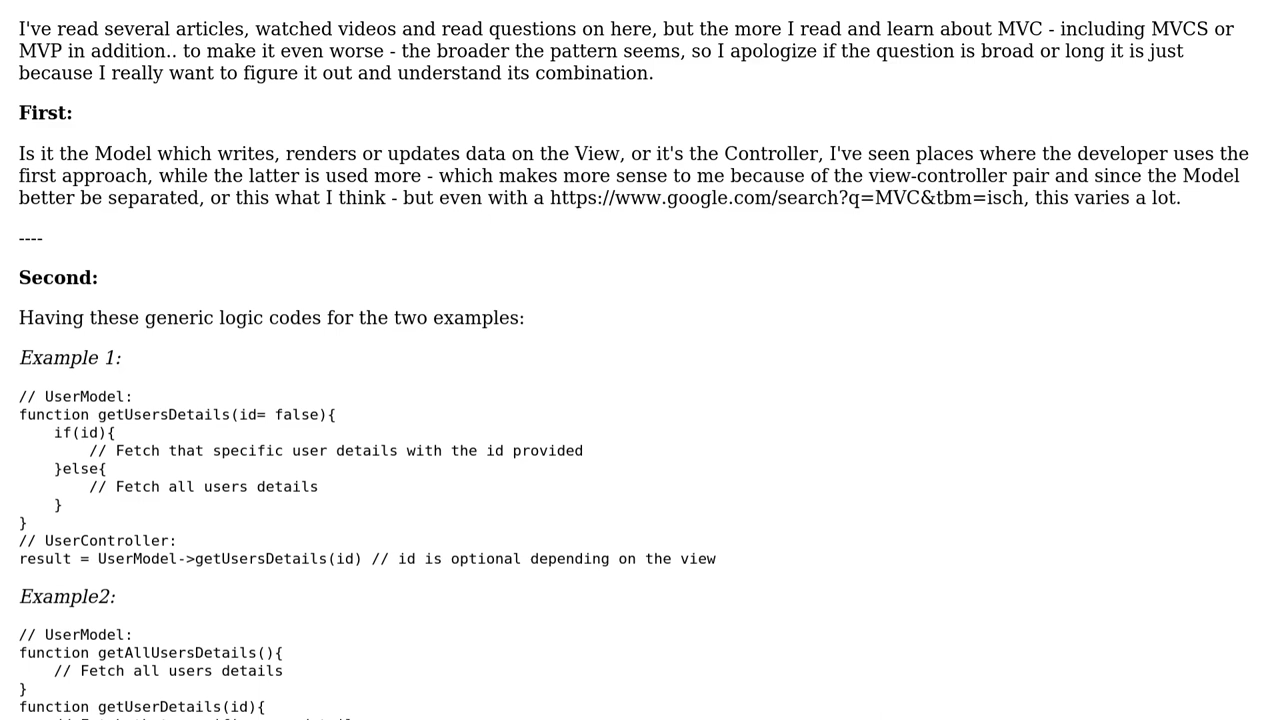 I've read several articles, watched videos and read questions on here, but the more I read and learn about MVC - including MVCS or
MVP in addition.. to make it even worse - the broader the pattern seems, so I apologize if the question is broad or long it is just
because I really want to figure it out and understand its combination.
First:
Is it the Model which writes, renders or updates data on the View, or it's the Controller, I've seen places where the developer uses the
first approach, while the latter is used more - which makes more sense to me because of the view-controller pair and since the Model
better be separated, or this what I think - but even with a https://www.google.com/search?q=MVC&tbm=isch, this varies a lot.
----
Second:
Having these generic logic codes for the two examples:
Example 1:
// UserModel:
function getUsersDetails(id= false){
    if(id){
        // Fetch that specific user details with the id provided
    }else{
        // Fetch all users details
    }
}
// UserController:
result = UserModel->getUsersDetails(id) // id is optional depending on the view
Example2:
// UserModel:
function getAllUsersDetails(){
    // Fetch all users details
}
function getUserDetails(id){